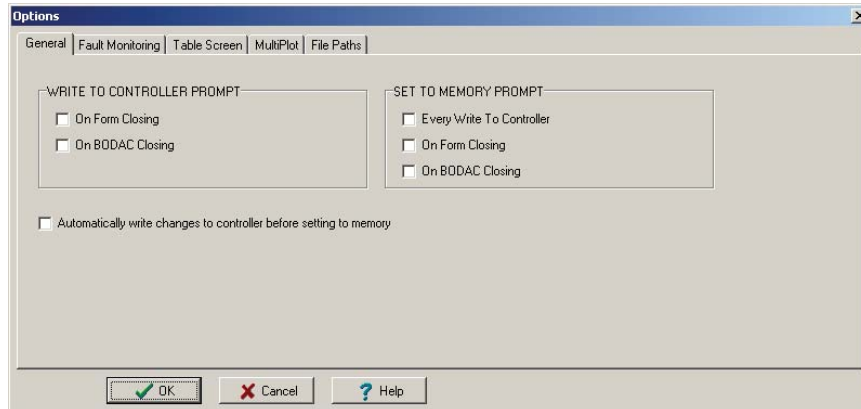 Options
General Fault Monitoring Table Screen MultiPlot File Paths
WRITE TO CONTROLLER PROMPT
On Form Closing
On BODAC Closing
SET TO MEMORY PROMPT
Every Write To Controller
On Form Closing
On BODAC Closing
Automatically write changes to controller before setting to memory
OK Cancel Help